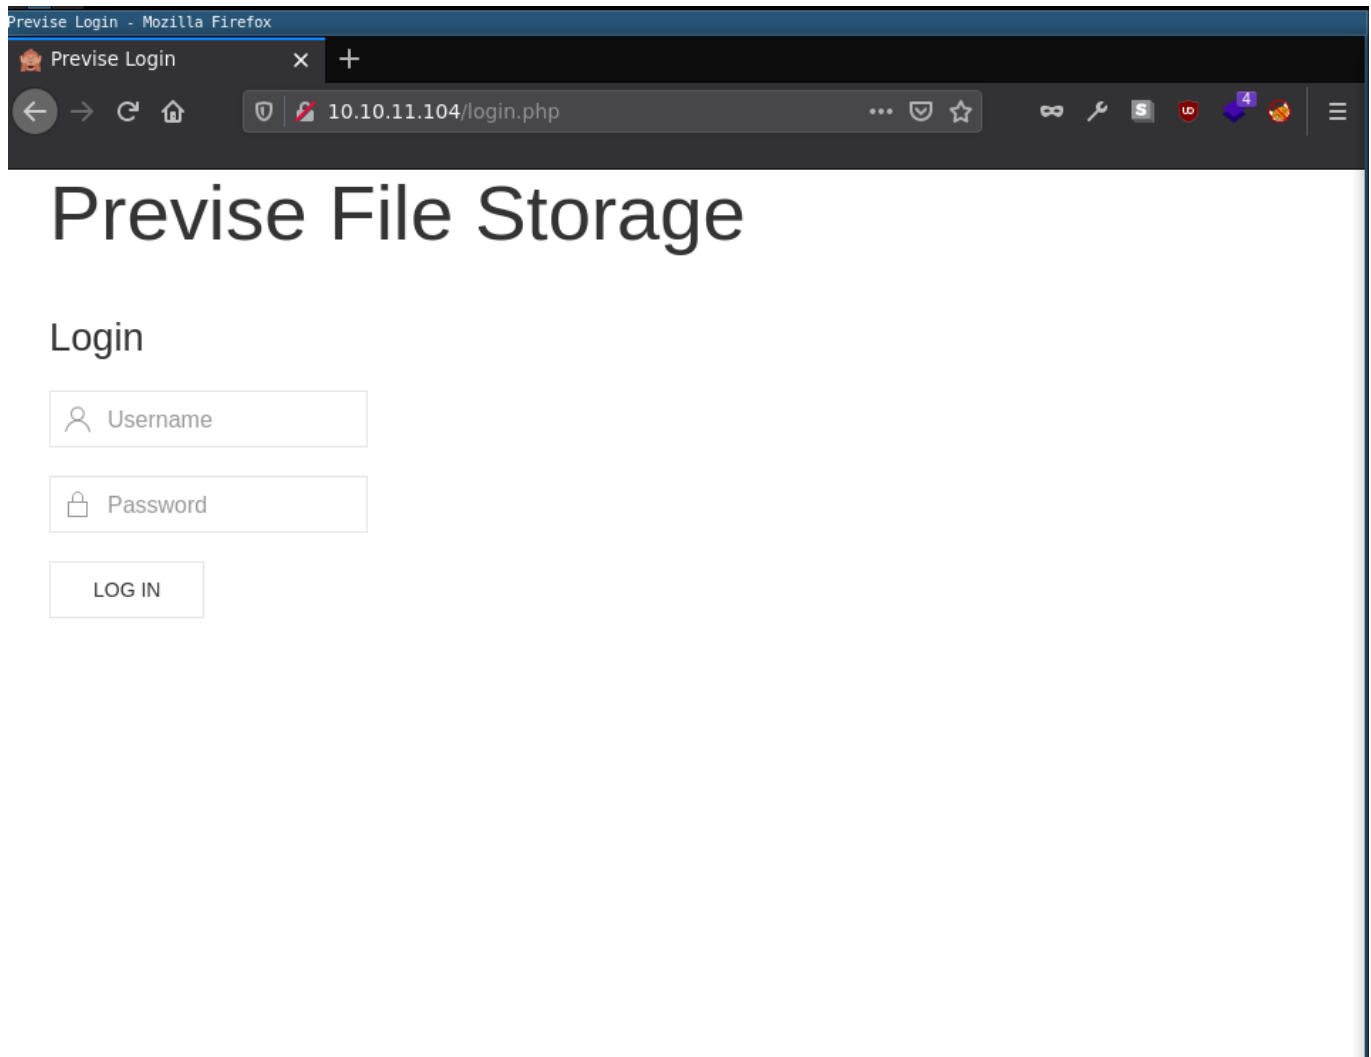 Previse Login - Mozilla Firefox
Previse Login
10.10.11.104/login.php
S
4
Previse File Storage
Login
Username
Password
LOG IN